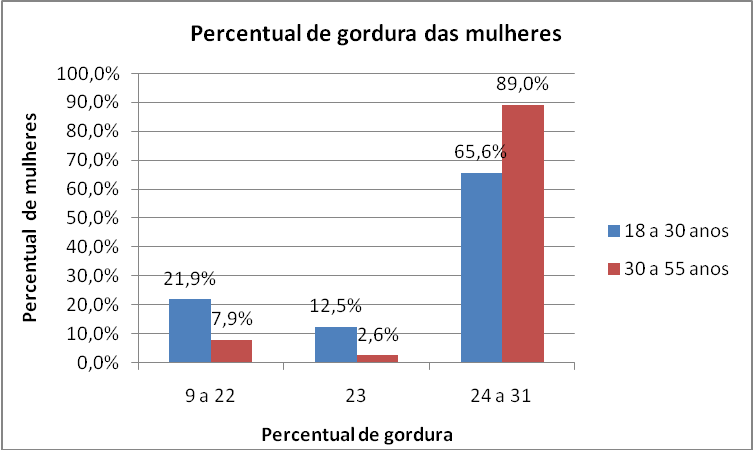 Percentual de gordura das mulheres
Percentual de mulheres
100,0%
90,0%
80,0%
70,0%
60,0%
50,0%
40,0%
30,0%
20,0%
10,0%
0,0%
21,9%
7,9%
12,5%
2,6%
65,6%
89,0%
9 a 22
23
24 a 31
Percentual de gordura
18 a 30 anos
30 a 55 anos